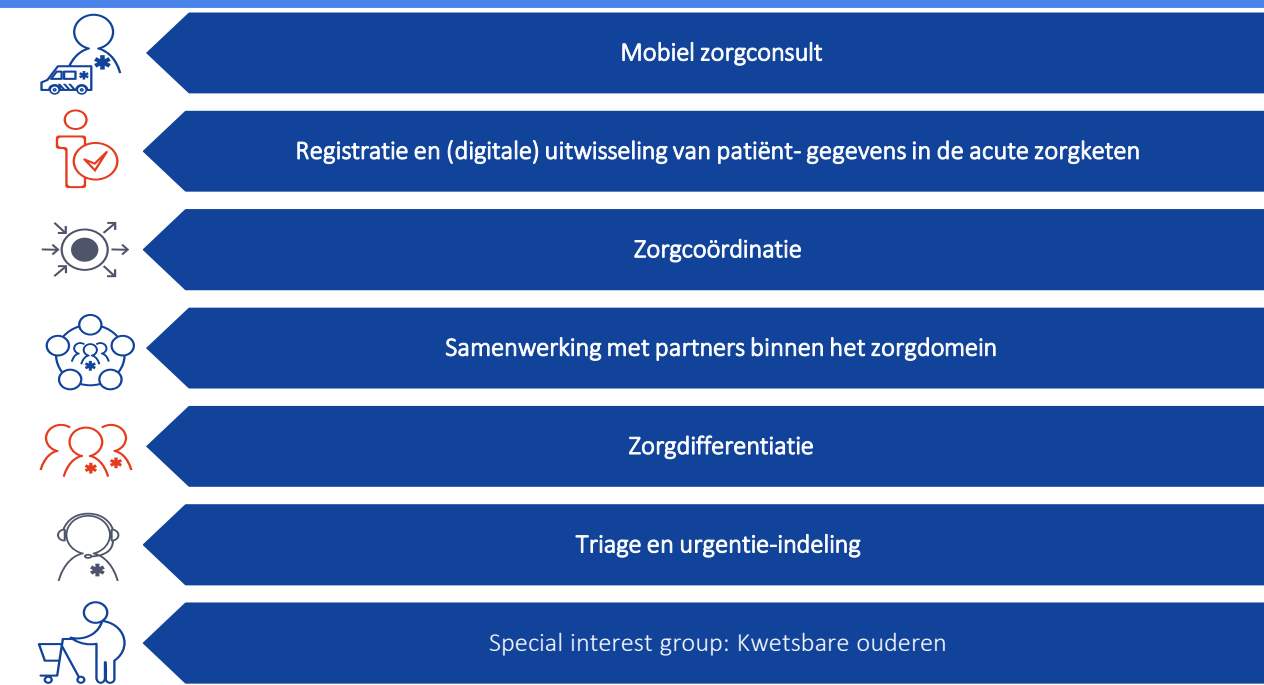 Mobiel zorgconsult
Registratie en (digitale) uitwisseling van patiënt- gegevens in de acute zorgketen
Zorgcoördinatie
Samenwerking met partners binnen het zorgdomein
Zorgdifferentiatie
Triage en urgentie-indeling
Special interest group: Kwetsbare ouderen